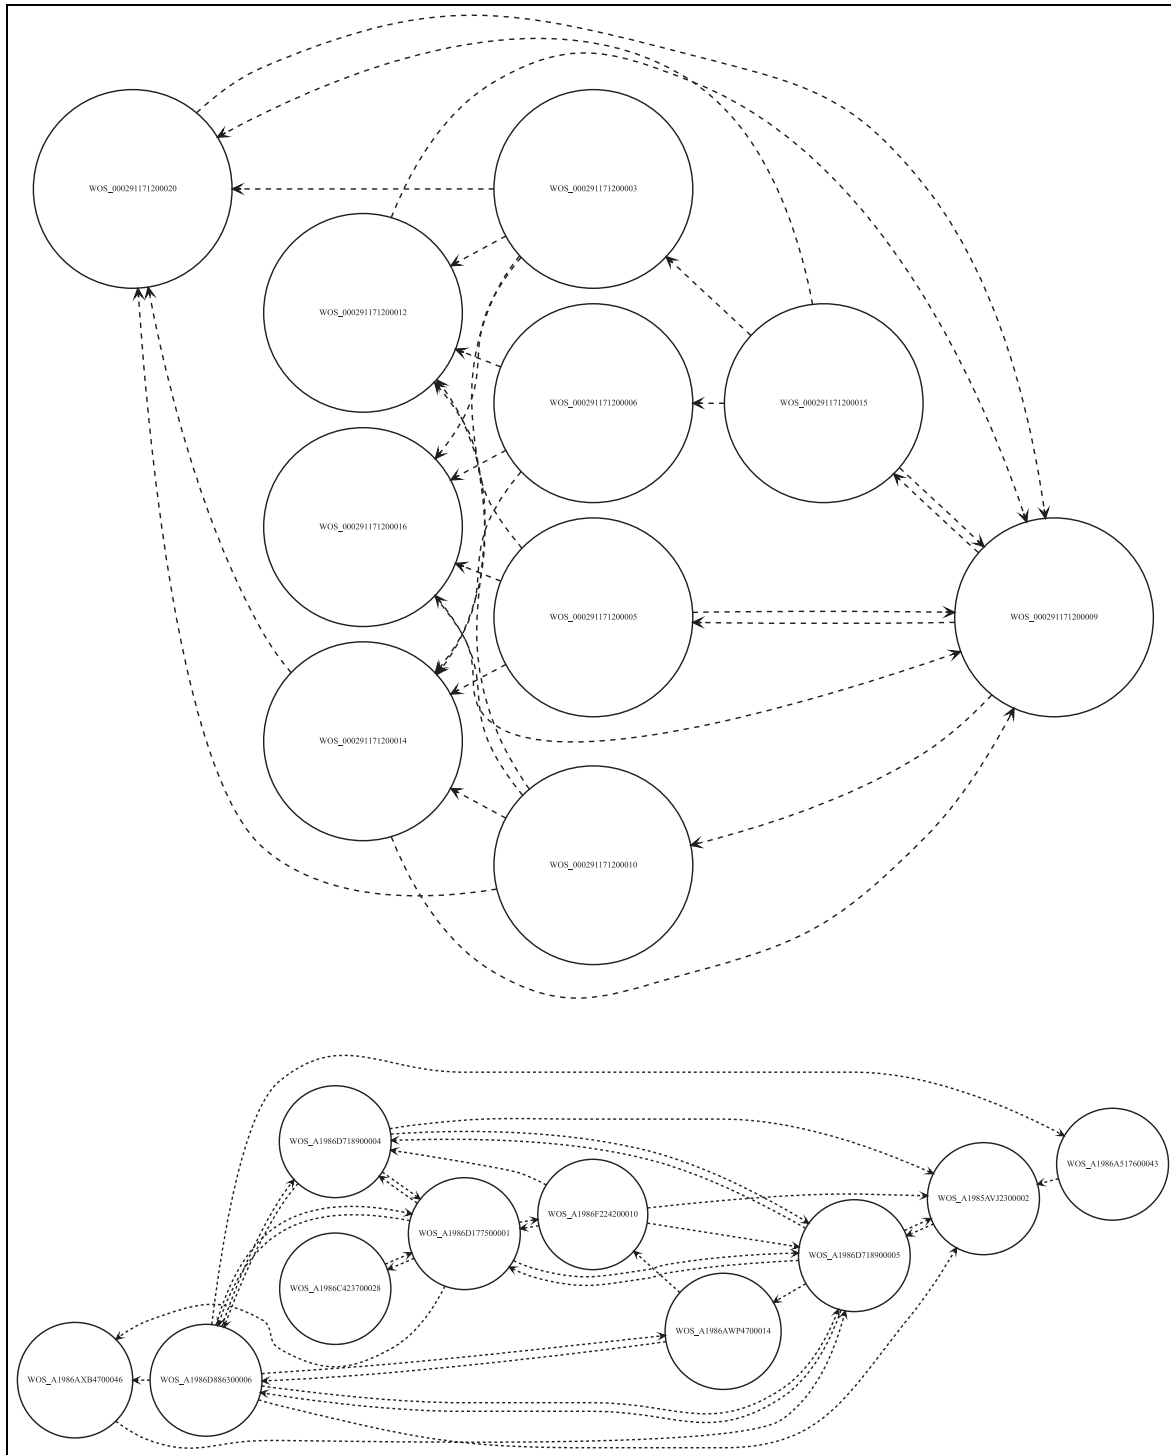 WOS_000291171200020
WOS_000291171200003
WOS_000291171200012
WOS_000291171200006
WOS_000291171200015
WOS_000291171200016
WOS_000291171200005
WOS_000291171200009
WOS_000291171200014
WOS_000291171200010
WOS_A1986D718900004
WOS_A1986A517600043
WOS_A1985AVJ2300002
WOS_A1986F224200010
WOS_A1986D177500001
WOS_A1986D718900005
WOS_A1986C423700028
WOS_A1986AWP4700014
WOS_A1986AXB4700046
WOS_A1986D886300006